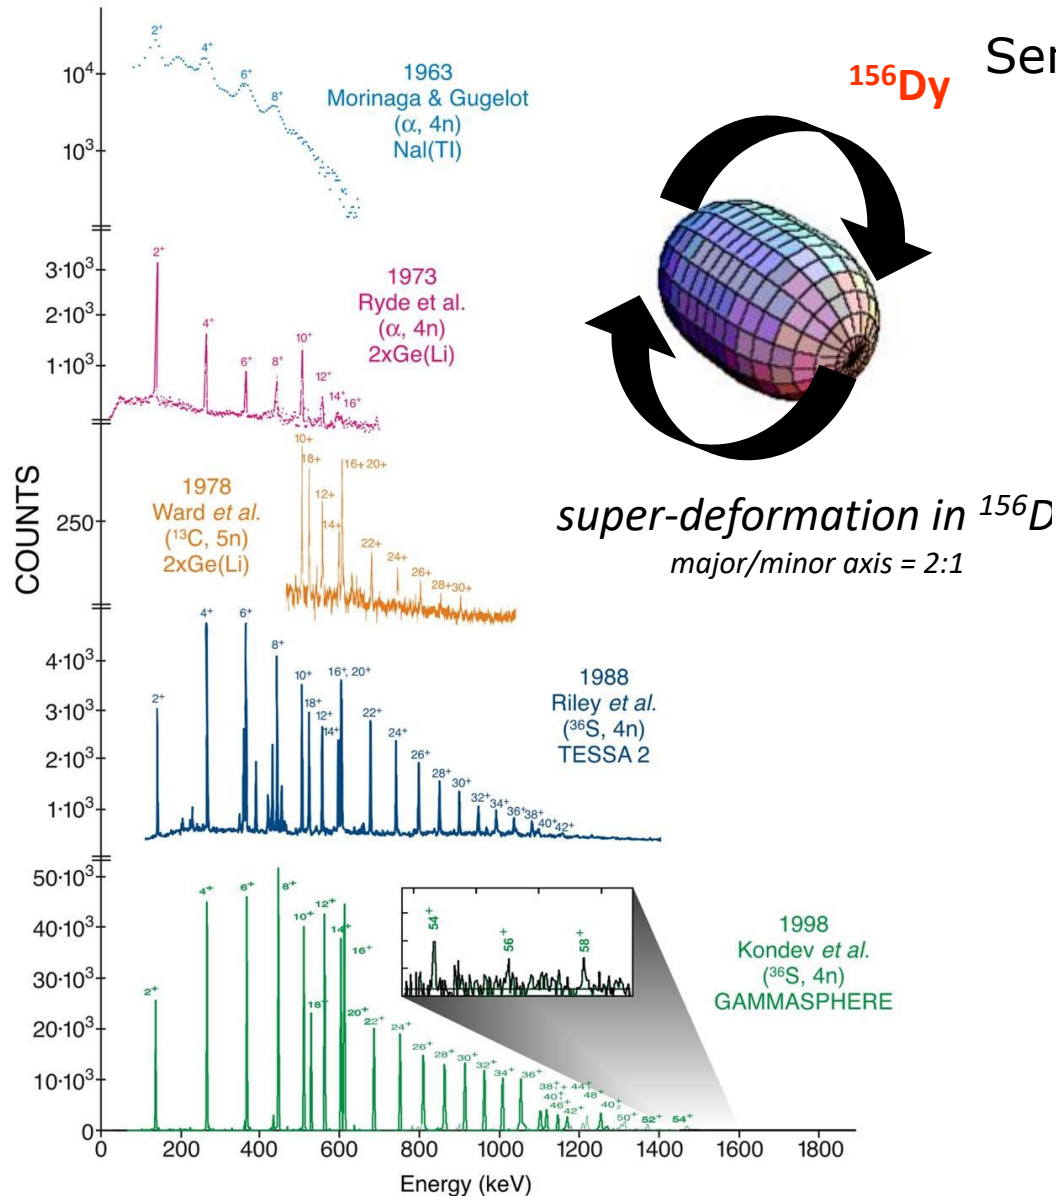 Ser
¹⁵⁶Dy
super-deformation in ¹⁵⁶D
major/minor axis = 2:1
COUNTS
10⁴
10³
2⁺ 4⁺ 6⁺ 8⁺
1963
Morinaga & Gugelot
(α, 4n)
NaI(TI)
3·10³
2·10³
1·10³
0
2⁺ 4⁺ 6⁺ 8⁺ 10⁺ 12⁺ 14⁺ 16⁺
1973
Ryde et al.
(α, 4n)
2xGe(Li)
250
10+ 18+ 12+ 14+ 16+ 20+ 22+ 24+ 26+ 28+ 30+
1978
Ward et al.
(¹³C, 5n)
2xGe(Li)
4·10³
3·10³
2·10³
1·10³
2⁺ 4⁺ 6⁺ 8⁺ 10⁺ 18⁺ 12⁺ 14⁺ 16⁺, 20⁺ 22⁺ 24⁺ 26⁺ 28⁺ 30⁺ 32⁺ 34⁺ 36⁺ 38⁺ 40⁺ 42⁺
1988
Riley et al.
(³⁶S, 4n)
TESSA 2
50·10³
40·10³
30·10³
20·10³
10·10³
0
2⁺ 4⁺ 6⁺ 8⁺ 10⁺ 18⁺ 12⁺ 14⁺ 16⁺ 20⁺ 22⁺ 24⁺ 26⁺ 28⁺ 30⁺ 32⁺ 34⁺ 36⁺ 44⁺ 48⁺ 46⁺ 42⁺ 50⁺ 52⁺ 54⁺
54⁺ 56⁺ 58⁺
1998
Kondev et al.
(³⁶S, 4n)
GAMMASPHERE
0 200 400 600 800 1000 1200 1400 1600 1800
Energy (keV)